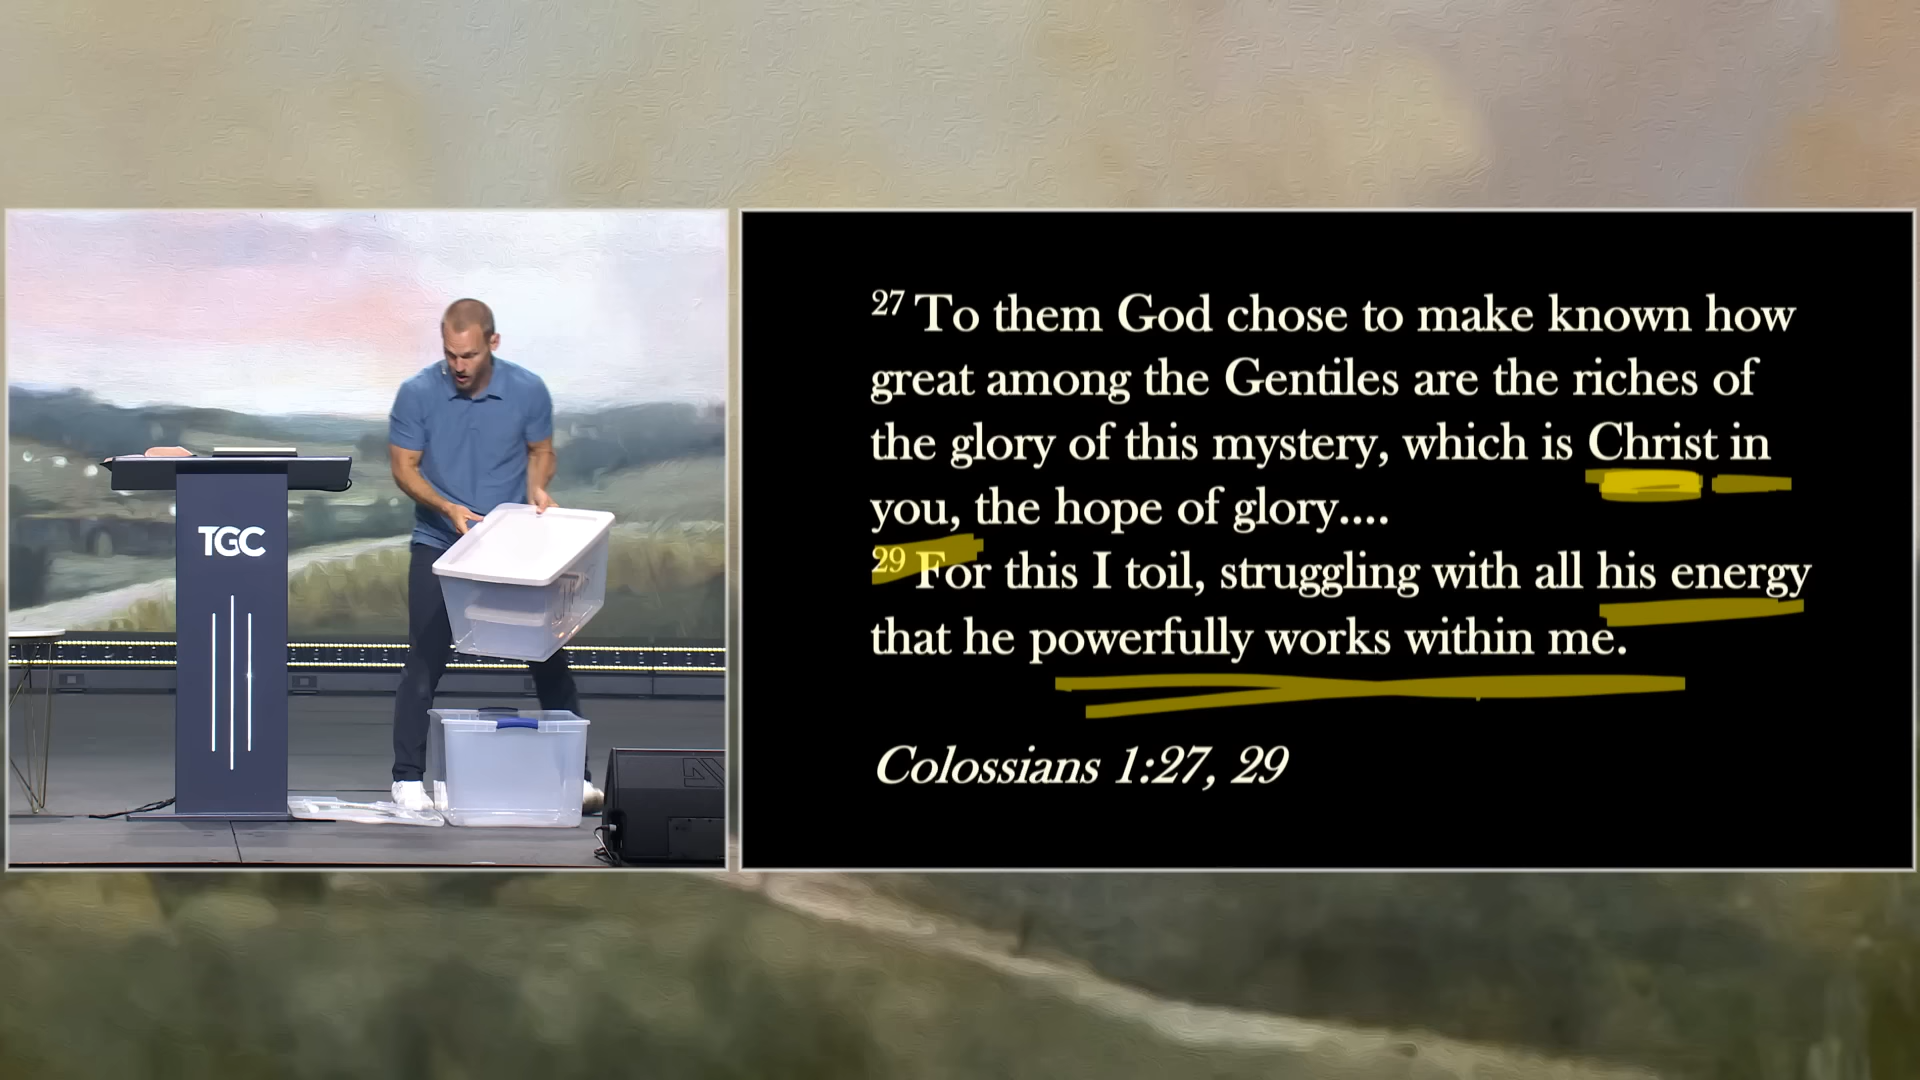 TGC
27 To them God chose to make known how
great among the Gentiles are the riches of
the glory of this mystery, which is Christ in
you, the hope of glory....
29 For this I toil, struggling with all his energy
that he powerfully works within me.
Colossians 1:27, 29